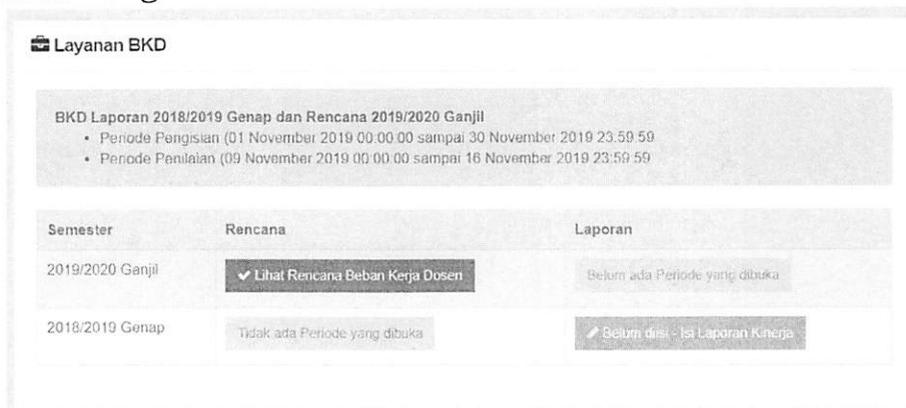 Layanan BKD
BKD Laporan 2018/2019 Genap dan Rencana 2019/2020 Ganjil
• Periode Pengisian (01 November 2019 00:00:00 sampai 30 November 2019 23:59:59
• Periode Penilaian (09 November 2019 00:00:00 sampai 16 November 2019 23:59:59
Semester Rencana Laporan
2019/2020 Ganjil Lihat Rencana Beban Kerja Dosen Belum ada Periode yang dibuka
2018/2019 Genap Tidak ada Periode yang dibuka Belum diisi - Isi Laporan Kinerja